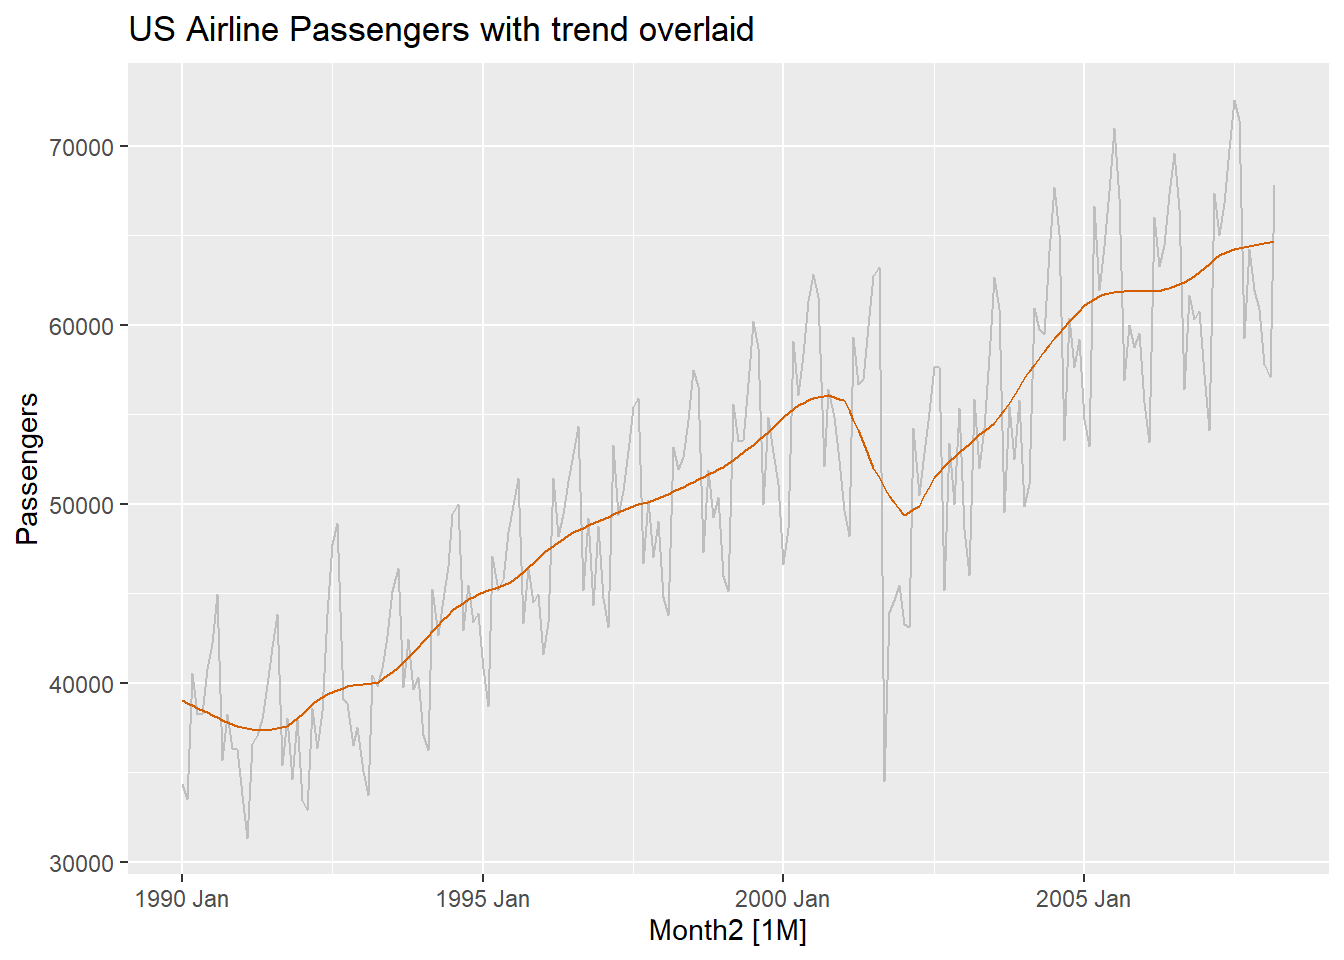 US Airline Passengers with trend overlaid
Passengers
70000
60000
50000
40000
30000
1990 Jan
1995 Jan
2000 Jan
2005 Jan
Month2 [1M]